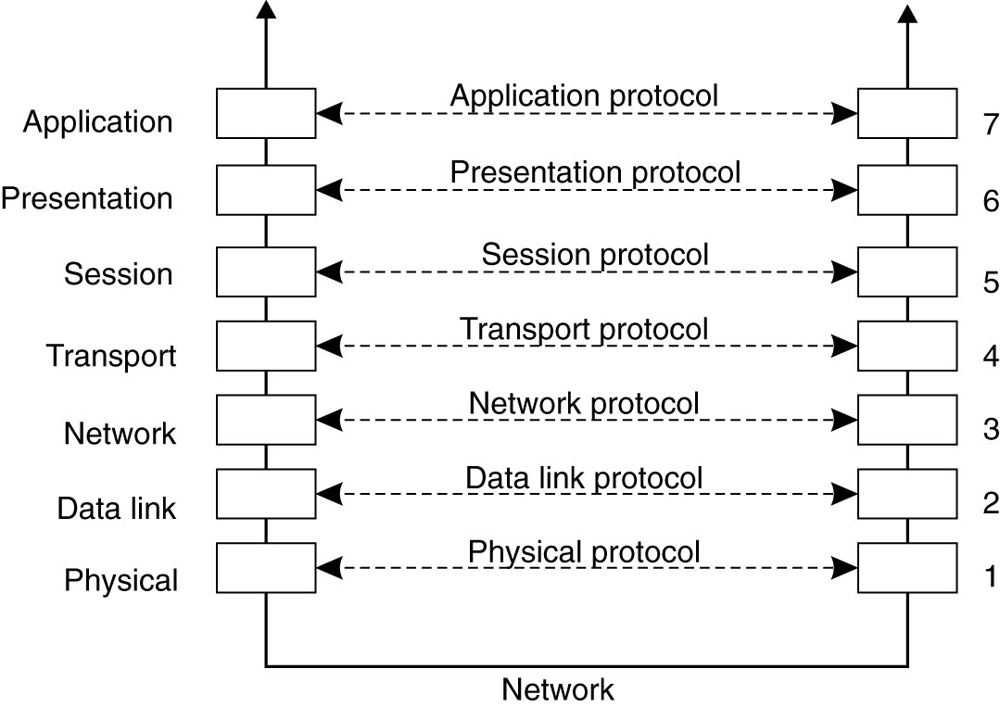 Application Application protocol 7
Presentation Presentation protocol 6
Session Session protocol 5
Transport Transport protocol 4
Network Network protocol 3
Data link Data link protocol 2
Physical Physical protocol 1
Network